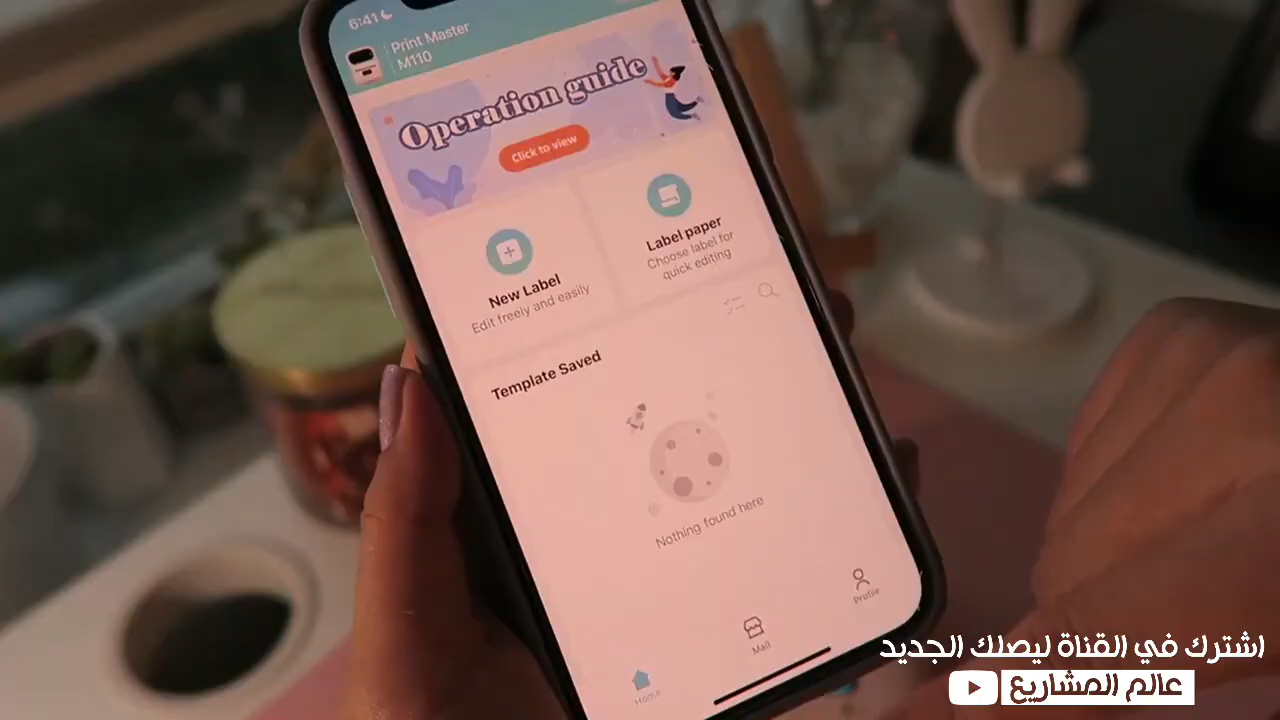 6:41
Print Master
M110
Operation guide
Click to view
New Label
Edit freely and easily
Label paper
Choose label for
quick editing
Template Saved
Nothing found here
Home
Mall
Profile
اشترك في القناة ليصلك الجديد
عالم المشاريع